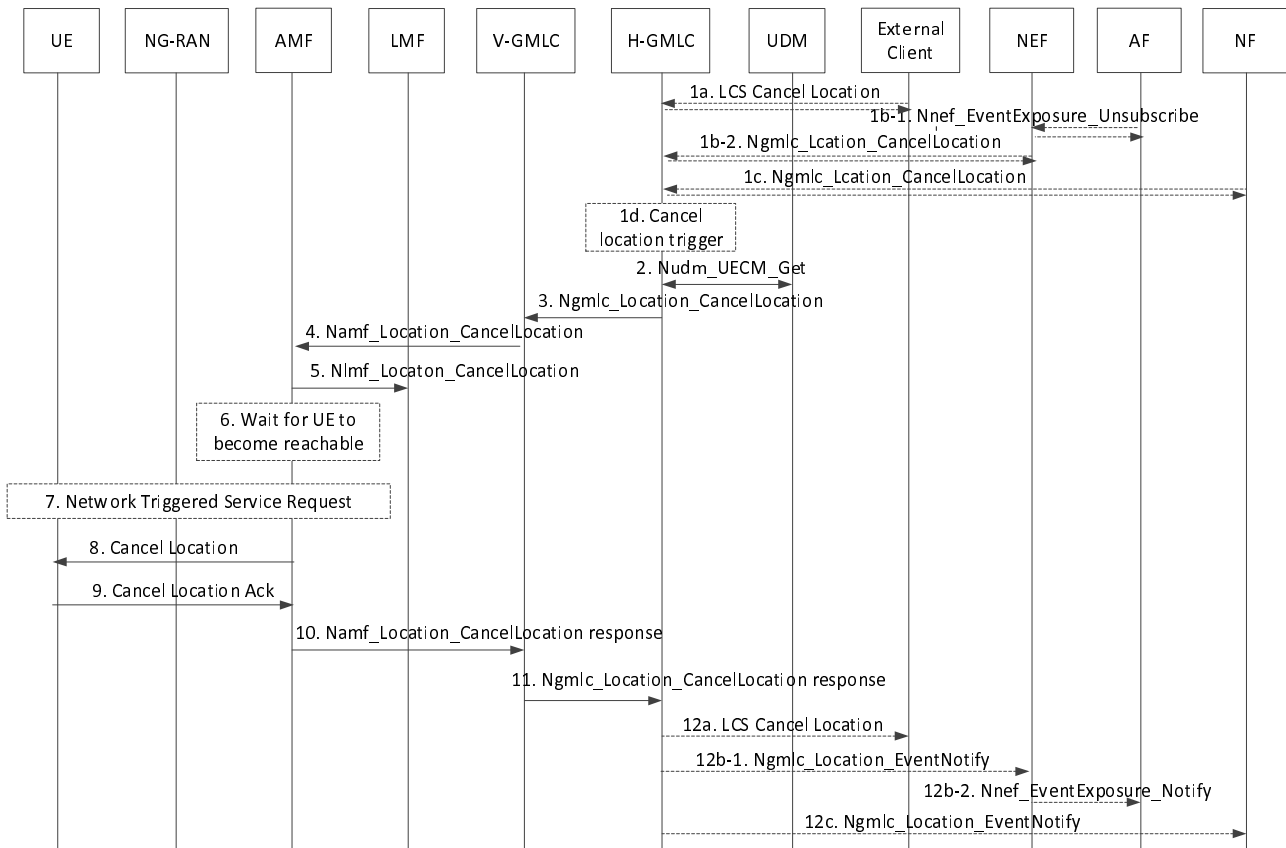 UE
NG-RAN
AMF
LMF
V-GMLC
H-GMLC
UDM
External
Client
NEF
AF
NF
1a. LCS Cancel Location
1b-1. Nnef_EventExposure_Unsubscribe
1b-2. Ngmlc_Lcation_CancelLocation
1c. Ngmlc_Lcation_CancelLocation
1d. Cancel
location trigger
2. Nudm_UECM_Get
3. Ngmlc_Location_CancelLocation
4. Namf_Location_CancelLocation
5. Nlmf_Locaton_CancelLocation
6. Wait for UE to
become reachable
7. Network Triggered Service Request
8. Cancel Location
9. Cancel Location Ack
10. Namf_Location_CancelLocation response
11. Ngmlc_Location_CancelLocation response
12a. LCS Cancel Location
12b-1. Ngmlc_Location_EventNotify
12b-2. Nnef_EventExposure_Notify
12c. Ngmlc_Location_EventNotify